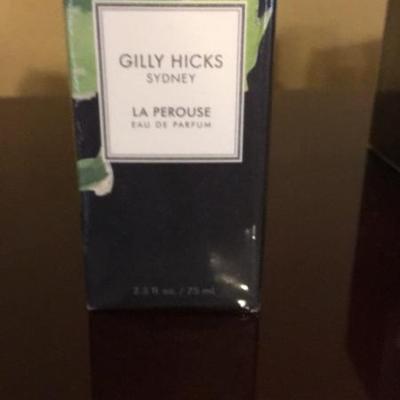 GILLY HICKS
SYDNEY
LA PEROUSE
EAU DE PARFUM
2.5 fl oz. / 75 ml